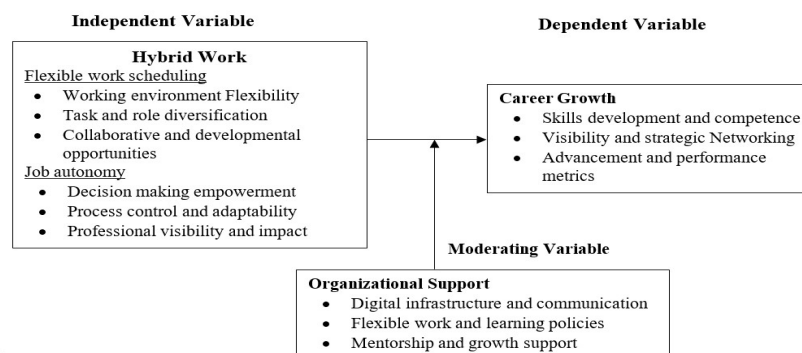 Independent Variable
Dependent Variable
Hybrid Work
Flexible work scheduling
● Working environment Flexibility
● Task and role diversification
● Collaborative and developmental
opportunities
Job autonomy
● Decision making empowerment
● Process control and adaptability
● Professional visibility and impact
Career Growth
● Skills development and competence
● Visibility and strategic Networking
● Advancement and performance
metrics
Moderating Variable
Organizational Support
● Digital infrastructure and communication
● Flexible work and learning policies
● Mentorship and growth support